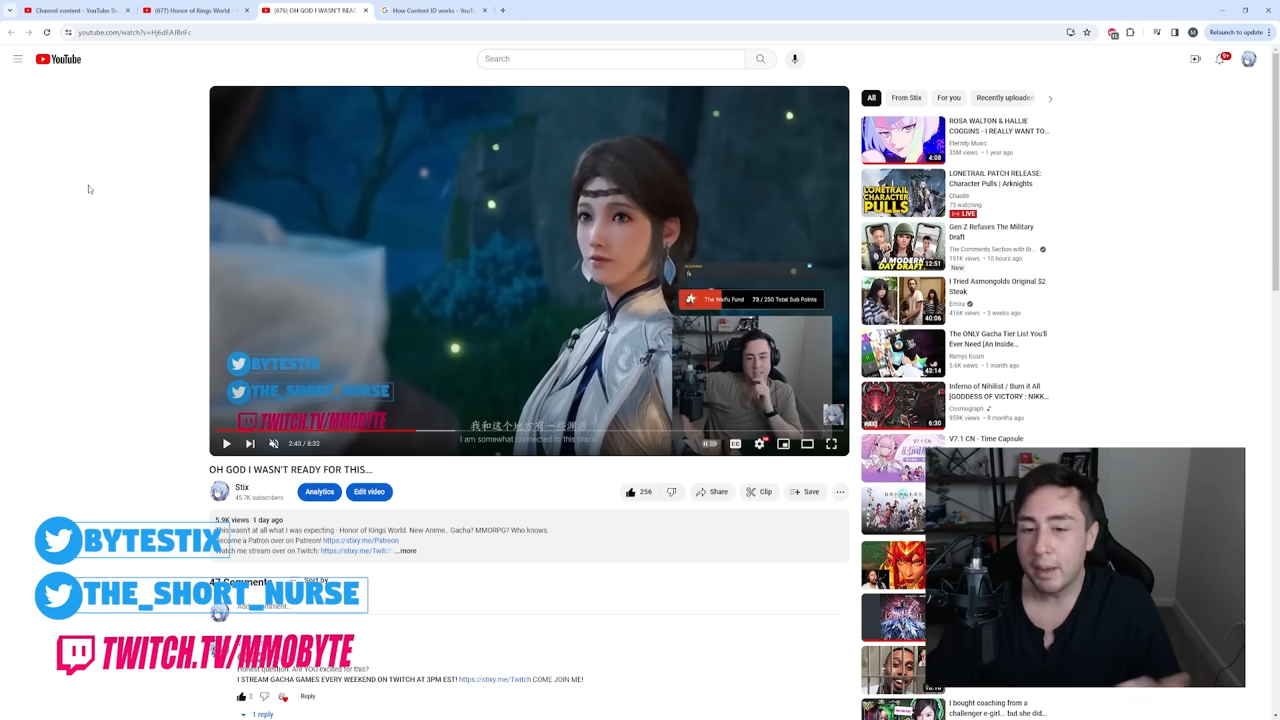 Channel content - YouTube St
(677) Honor of Kings World -
(676) OH GOD I WASN'T REA
How Content ID works - YouTu
youtube.com/watch?v=Hj6dEAJBnFc
Relaunch to update
YouTube
Search
9+
The Waifu Fund 73 / 250 Total Sub Points
BYTESTIX
THE_SHORT_NURSE
TWITCH.TV/MMOBYTE
我和这个地方有一些渊源
I am somewhat connected to this place
2:43 / 8:32
OH GOD I WASN'T READY FOR THIS...
Stix
45.7K subscribers
Analytics
Edit video
256
Share
Clip
Save
5.9K views 1 day ago
This wasn't at all what I was expecting - Honor of Kings World. New Anime.. Gacha? MMORPG? Who knows.
Become a Patron over on Patreon! https://stixy.me/Patreon
Watch me stream over on Twitch: https://stixy.me/Twitc
...more
47 Comments
Sort by
BYTESTIX
THE_SHORT_NURSE
TWITCH.TV/MMOBYTE
Honest question: Are YOU excited for this?
I STREAM GACHA GAMES EVERY WEEKEND ON TWITCH AT 3PM EST! https://stixy.me/Twitch COME JOIN ME!
2
Reply
1 reply
All
From Stix
For you
Recently uploaded
ROSA WALTON & HALLIE
COGGINS - I REALLY WANT TO...
Eternity Music
35M views • 1 year ago
4:08
LONETRAIL PATCH RELEASE:
Character Pulls | Arknights
Chaotix
75 watching
LIVE
LONETRAIL
CHARACTER
PULLS
Gen Z Refuses The Military
Draft
The Comments Section with Br...
191K views • 10 hours ago
New
A MODERN
DAY DRAFT
12:51
I Tried Asmongolds Original $2
Steak
Emiru
416K views • 3 weeks ago
40:06
The ONLY Gacha Tier List You'll
Ever Need [An Inside...
Remys Kusm
5.6K views • 1 month ago
43:14
Inferno of Nihilist / Burn it All
[GODDESS OF VICTORY : NIKK...
Cosmograph
959K views • 9 months ago
6:30
V7.1 CN - Time Capsule
I bought coaching from a
challenger e-girl... but she did...